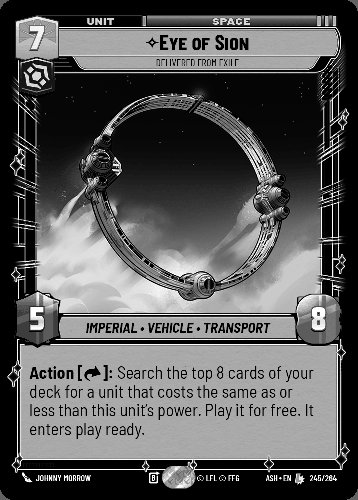 UNIT
SPACE
7
✧EYE OF SION
DELIVERED FROM EXILE
5
IMPERIAL • VEHICLE • TRANSPORT
8
Action [↷]: Search the top 8 cards of your
deck for a unit that costs the same as or
less than this unit's power. Play it for free. It
enters play ready.
JOHNNY MORROW
© LFL © FFG
ASH • EN
245/264